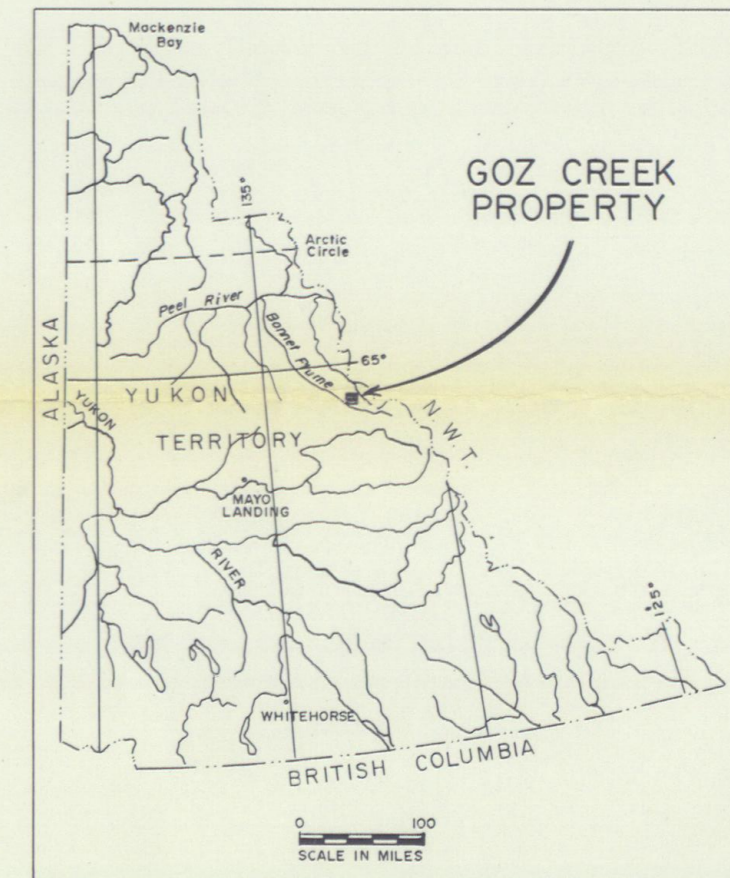 Mackenzie
Bay
GOZ CREEK
PROPERTY
135°
Arctic
Circle
Peel River
Bonnet Plume
65°
ALASKA
YUKON
YUKON
N.W.T.
TERRITORY
MAYO
LANDING
RIVER
125°
WHITEHORSE
BRITISH COLUMBIA
0 100
SCALE IN MILES